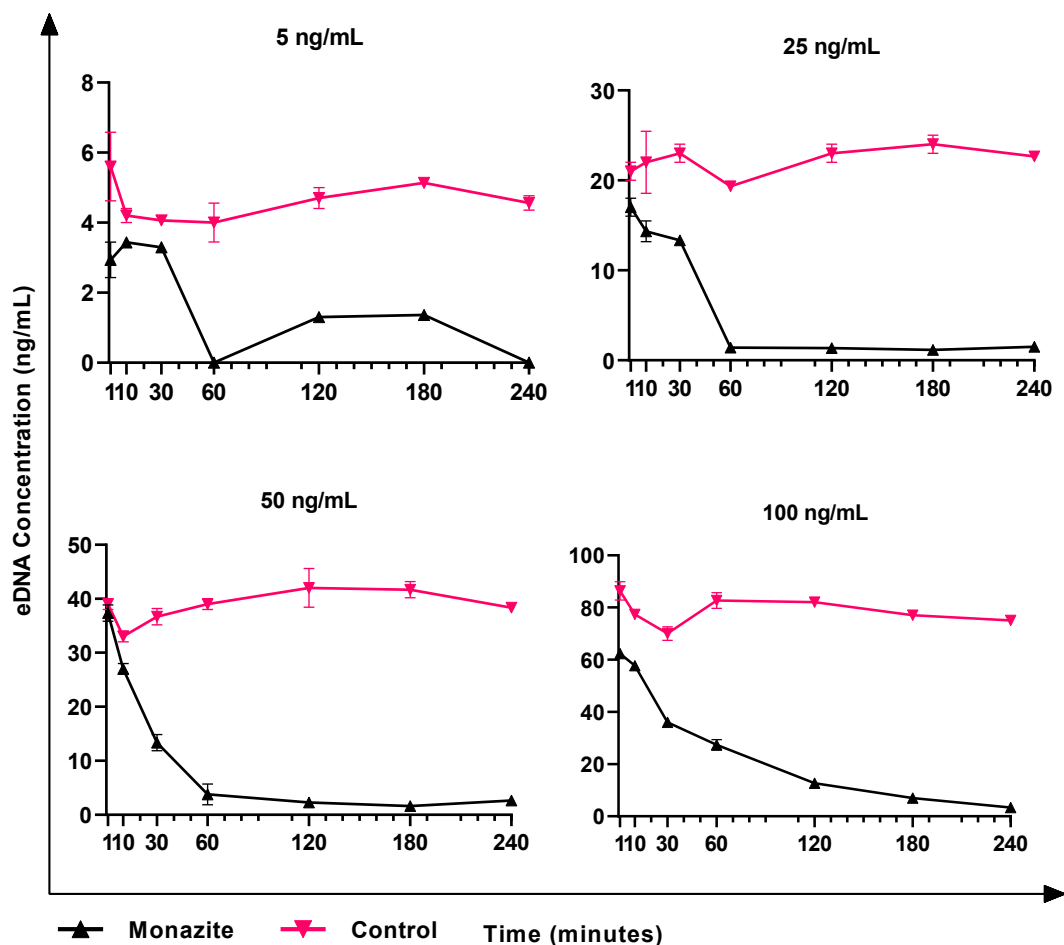 5 ng/mL
8
6
4
2
0
110 30 60 120 180 240
25 ng/mL
30
20
10
0
110 30 60 120 180 240
eDNA Concentration (ng/mL)
50 ng/mL
50
40
30
20
10
0
110 30 60 120 180 240
100 ng/mL
100
80
60
40
20
0
110 30 60 120 180 240
Monazite Control Time (minutes)